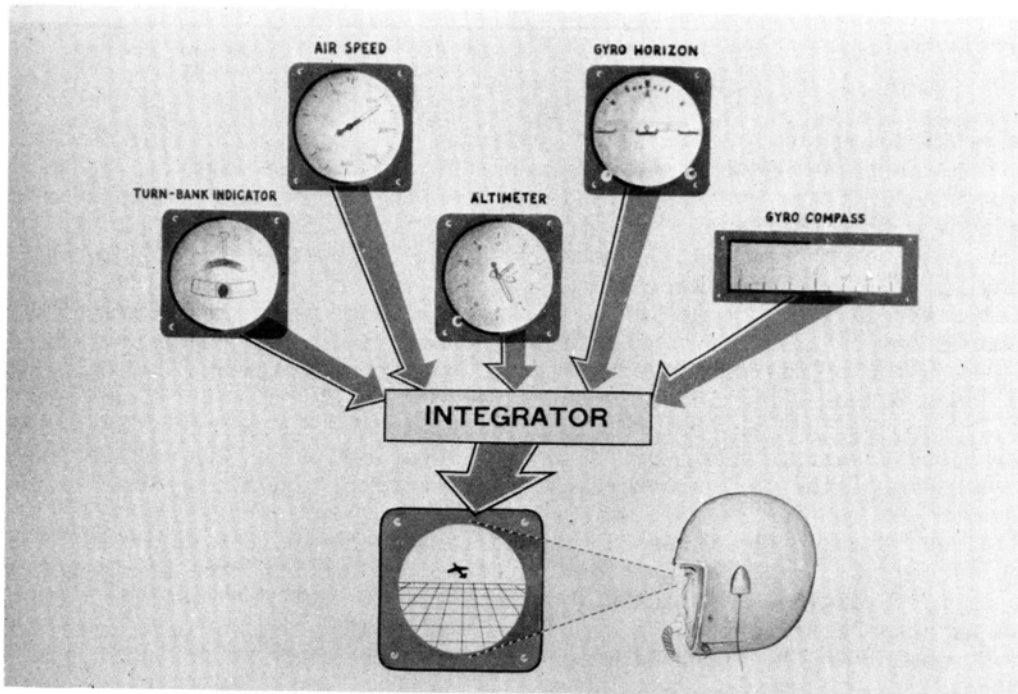 AIR SPEED
GYRO HORIZON
TURN-BANK INDICATOR
ALTIMETER
GYRO COMPASS
INTEGRATOR